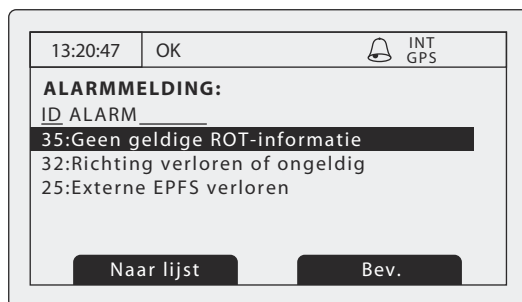 13:20:47 OK INT
GPS
ALARMMELDING:
ID ALARM
35:Geen geldige ROT-informatie
32:Richting verloren of ongeldig
25:Externe EPFS verloren
Naar lijst Bev.